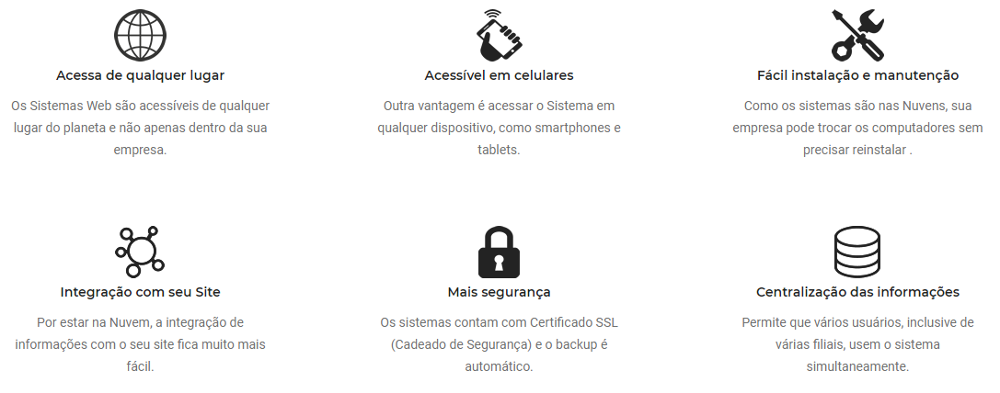 Acessa de qualquer lugar
Os Sistemas Web são acessíveis de qualquer
lugar do planeta e não apenas dentro da sua
empresa.
Acessível em celulares
Outra vantagem é acessar o Sistema em
qualquer dispositivo, como smartphones e
tablets.
Fácil instalação e manutenção
Como os sistemas são nas Nuvens, sua
empresa pode trocar os computadores sem
precisar reinstalar .
Integração com seu Site
Por estar na Nuvem, a integração de
informações com o seu site fica muito mais
fácil.
Mais segurança
Os sistemas contam com Certificado SSL
(Cadeado de Segurança) e o backup é
automático.
Centralização das informações
Permite que vários usuários, inclusive de
várias filiais, usem o sistema
simultaneamente.